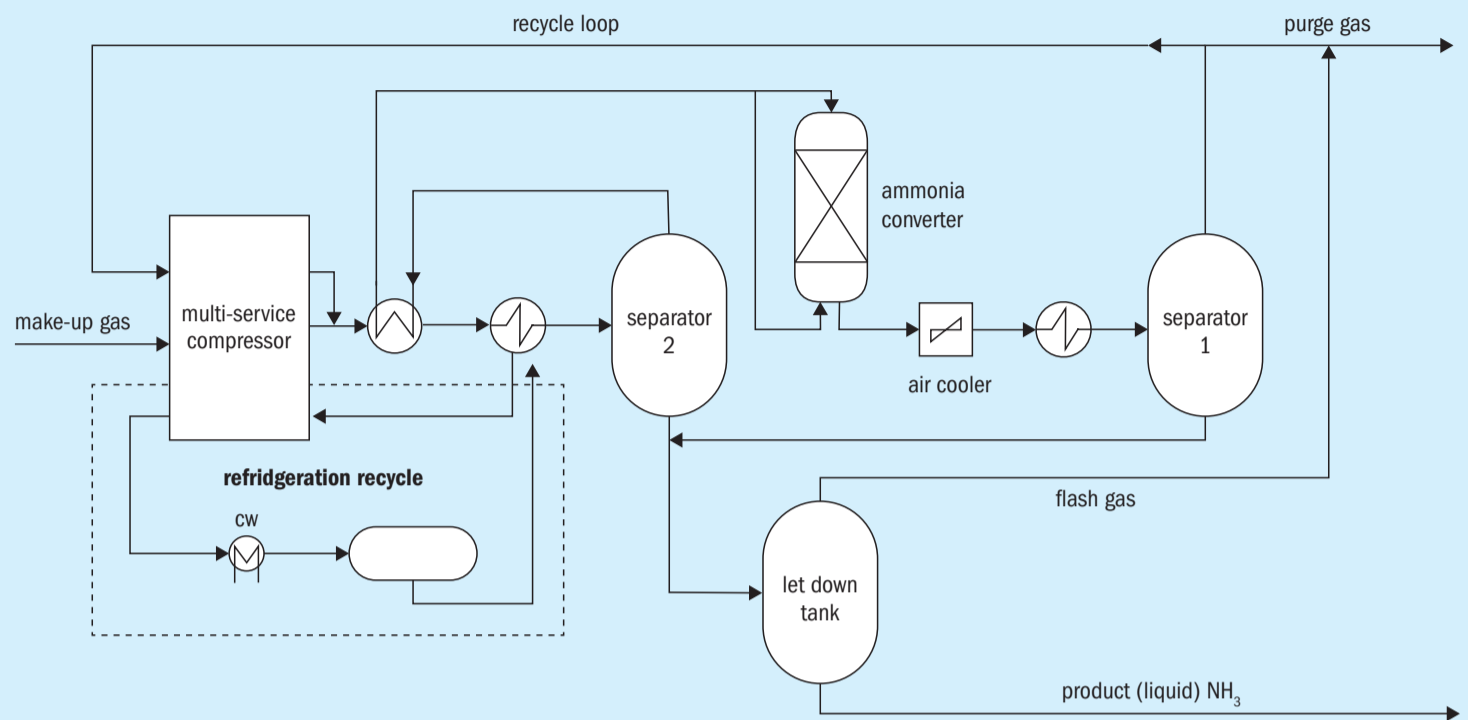 recycle loop
purge gas
ammonia
converter
make-up gas
multi-service
compressor
separator
2
separator
1
air cooler
refridgeration recycle
cw
flash gas
let down
tank
product (liquid) NH₃